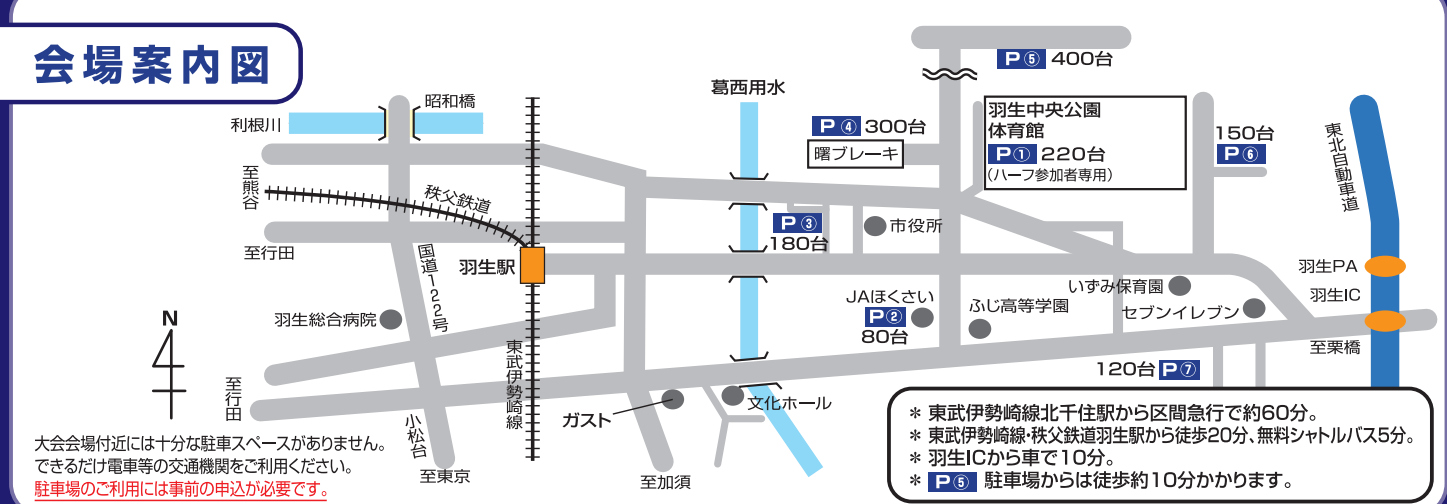 会場案内図
昭和橋
利根川
葛西用水
P⑤ 400台
P④ 300台
曙ブレーキ
羽生中央公園
体育館
P① 220台
(ハーフ参加者専用)
150台
P⑥
東北自動車道
至熊谷
秩父鉄道
P③
180台
市役所
至行田
国道122号
羽生駅
羽生PA
いずみ保育園
羽生IC
JAほくさい
P②
80台
ふじ高等学園
セブンイレブン
羽生総合病院
N
東武伊勢崎線
至栗橋
120台 P⑦
至行田
小松台
ガスト
文化ホール
至東京
至加須
大会会場付近には十分な駐車スペースがありません。
できるだけ電車等の交通機関をご利用ください。
駐車場のご利用には事前の申込が必要です。
* 東武伊勢崎線北千住駅から区間急行で約60分。
* 東武伊勢崎線・秩父鉄道羽生駅から徒歩20分、無料シャトルバス5分。
* 羽生ICから車で10分。
* P⑤ 駐車場からは徒歩約10分かかります。